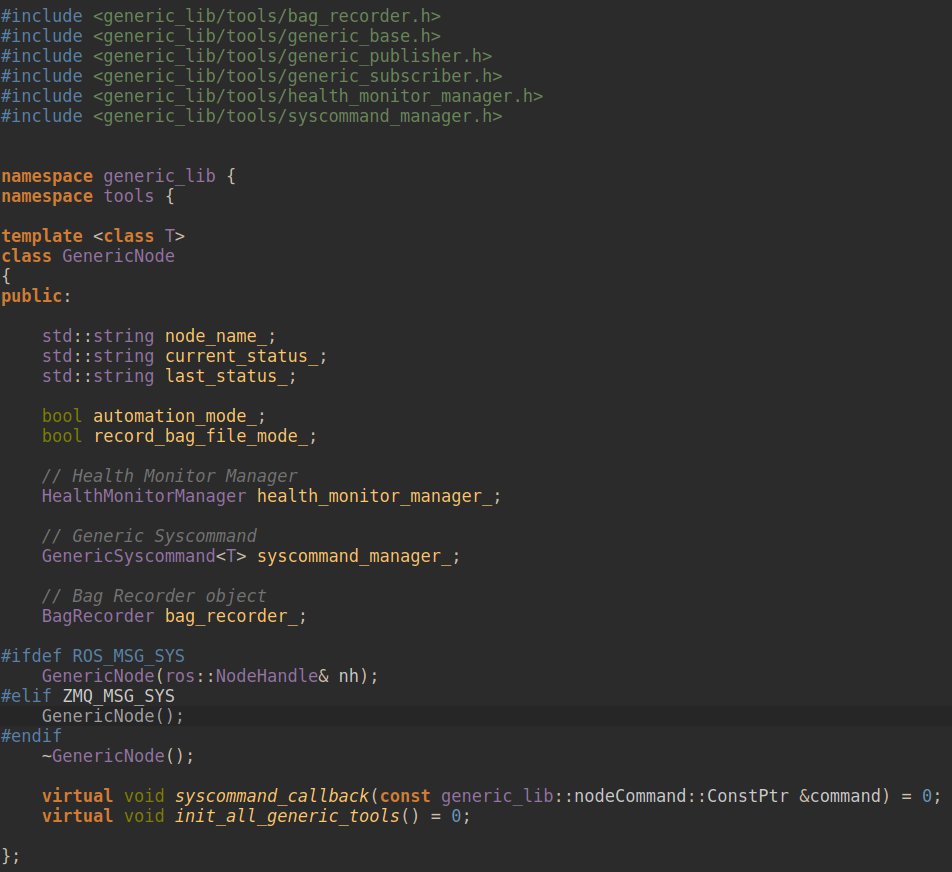 #include <generic_lib/tools/bag_recorder.h>
#include <generic_lib/tools/generic_base.h>
#include <generic_lib/tools/generic_publisher.h>
#include <generic_lib/tools/generic_subscriber.h>
#include <generic_lib/tools/health_monitor_manager.h>
#include <generic_lib/tools/syscommand_manager.h>
namespace generic_lib {
namespace tools {
template <class T>
class GenericNode
{
public:
    std::string node_name_;
    std::string current_status_;
    std::string last_status_;
    bool automation_mode_;
    bool record_bag_file_mode_;
    // Health Monitor Manager
    HealthMonitorManager health_monitor_manager_;
    // Generic Syscommand
    GenericSyscommand<T> syscommand_manager_;
    // Bag Recorder object
    BagRecorder bag_recorder_;
#ifdef ROS_MSG_SYS
    GenericNode(ros::NodeHandle& nh);
#elif ZMQ_MSG_SYS
    GenericNode();
#endif
    ~GenericNode();
    virtual void syscommand_callback(const generic_lib::nodeCommand::ConstPtr &command) = 0;
    virtual void init_all_generic_tools() = 0;
};